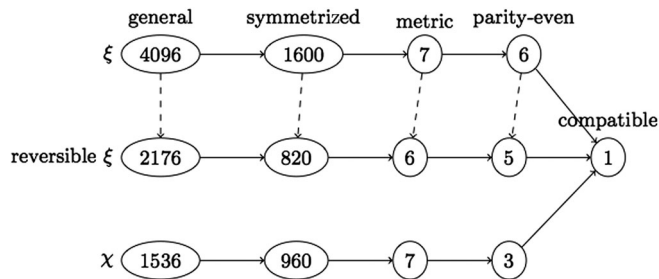 general symmetrized metric parity-even
ξ 4096 1600 7 6
compatible
reversible ξ 2176 820 6 5 1
χ 1536 960 7 3